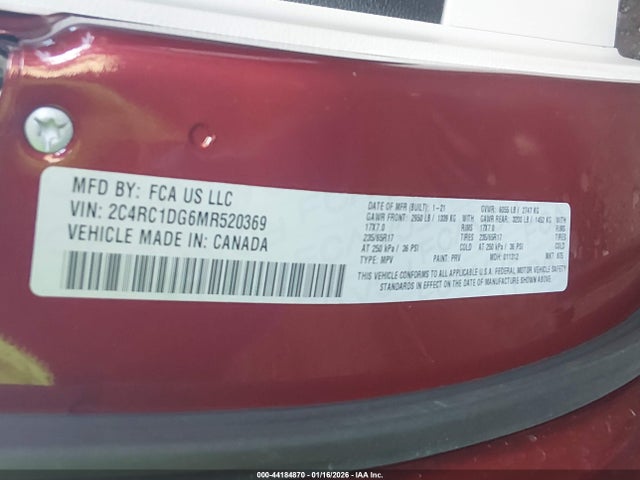 MFD BY: FCA US LLC
VIN: 2C4RC1DG6MR520369
VEHICLE MADE IN: CANADA
DATE OF MFR (BUILT): 1-21 GVWR: 6055 LB / 2747 KG
GAWR FRONT: 2950 LB / 1339 KG WITH GAWR REAR: 3200 LB / 1452 KG WITH
17X7.0 RIMS 17X7.0 RIMS
235/65R17 TIRES 235/65R17 TIRES
AT 250 kPa / 36 PSI COLD AT 250 kPa / 36 PSI COLD
TYPE: MPV PAINT: PRV MDH: 011312 MKT: K75
THIS VEHICLE CONFORMS TO ALL APPLICABLE U.S.A. FEDERAL MOTOR VEHICLE SAFETY
STANDARDS IN EFFECT ON THE DATE OF MANUFACTURE SHOWN ABOVE.
000-44184870 - 01/16/2026 - IAAI Inc.